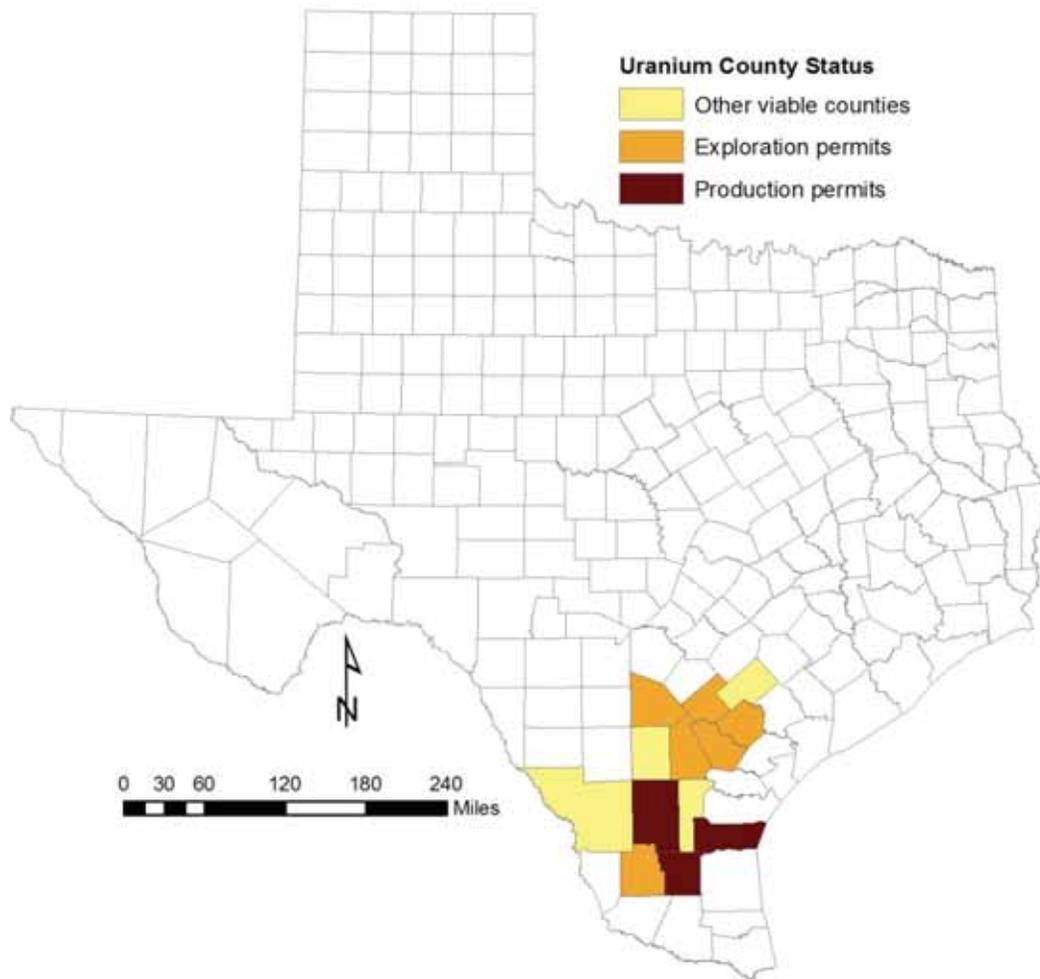 Uranium County Status
Other viable counties
Exploration permits
Production permits
N
0 30 60 120 180 240
Miles